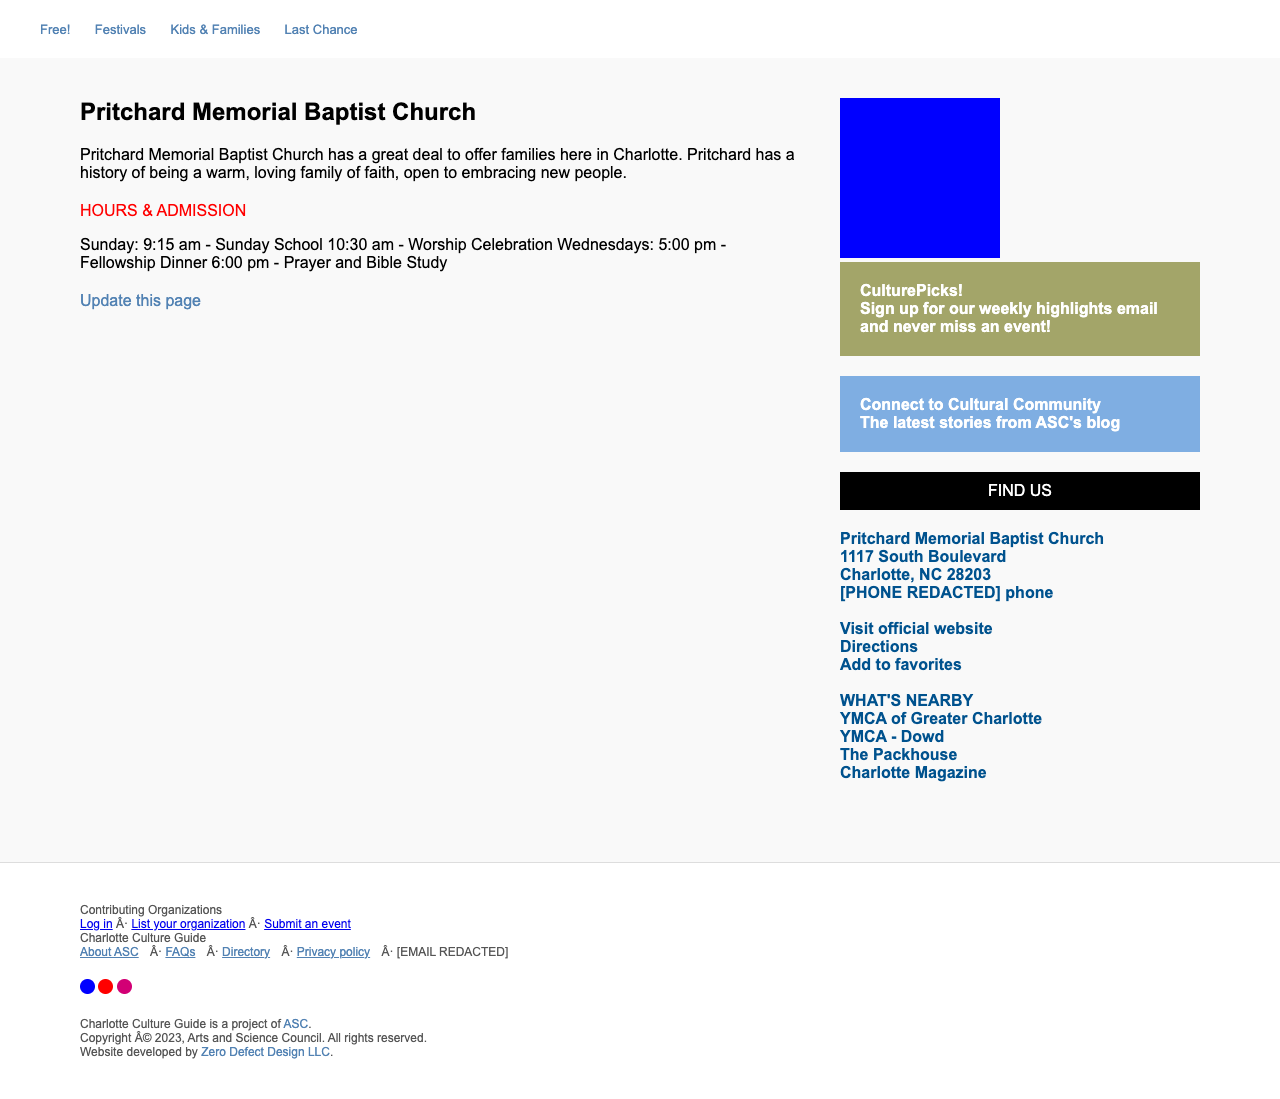 Free! Festivals Kids & Families Last Chance
Pritchard Memorial Baptist Church
Pritchard Memorial Baptist Church has a great deal to offer families here in Charlotte. Pritchard has a
history of being a warm, loving family of faith, open to embracing new people.
HOURS & ADMISSION
Sunday: 9:15 am - Sunday School 10:30 am - Worship Celebration Wednesdays: 5:00 pm -
Fellowship Dinner 6:00 pm - Prayer and Bible Study
Update this page
CulturePicks!
Sign up for our weekly highlights email
and never miss an event!
Connect to Cultural Community
The latest stories from ASC's blog
FIND US
Pritchard Memorial Baptist Church
1117 South Boulevard
Charlotte, NC 28203
[PHONE REDACTED] phone
Visit official website
Directions
Add to favorites
WHAT'S NEARBY
YMCA of Greater Charlotte
YMCA - Dowd
The Packhouse
Charlotte Magazine
Contributing Organizations
Log in Â· List your organization Â· Submit an event
Charlotte Culture Guide
About ASC Â· FAQs Â· Directory Â· Privacy policy Â· [EMAIL REDACTED]
Charlotte Culture Guide is a project of ASC.
Copyright Â© 2023, Arts and Science Council. All rights reserved.
Website developed by Zero Defect Design LLC.